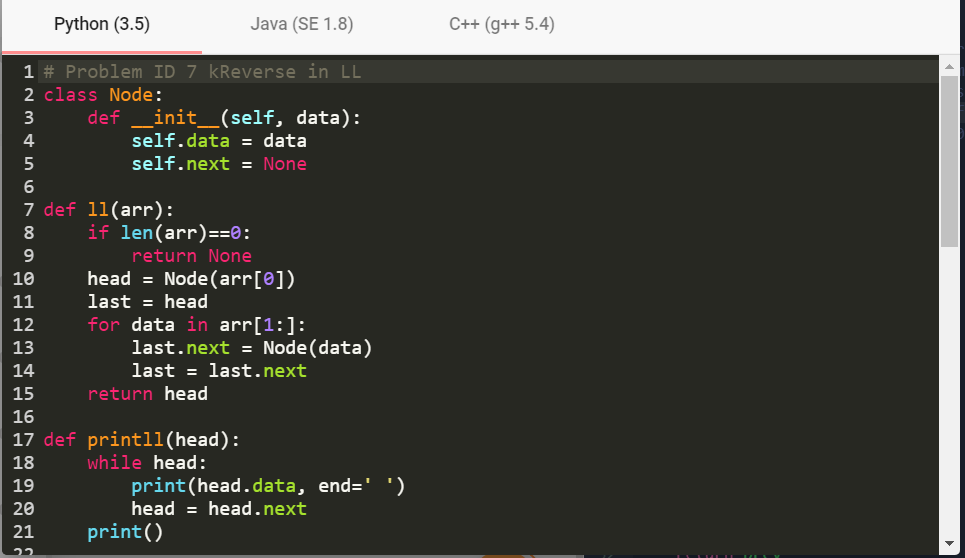 Python (3.5) Java (SE 1.8) C++ (g++ 5.4)
1 # Problem ID 7 kReverse in LL
2 class Node:
3     def __init__(self, data):
4         self.data = data
5         self.next = None
6
7 def ll(arr):
8     if len(arr)==0:
9         return None
10     head = Node(arr[0])
11     last = head
12     for data in arr[1:]:
13         last.next = Node(data)
14         last = last.next
15     return head
16
17 def printll(head):
18     while head:
19         print(head.data, end=' ')
20         head = head.next
21     print()
22